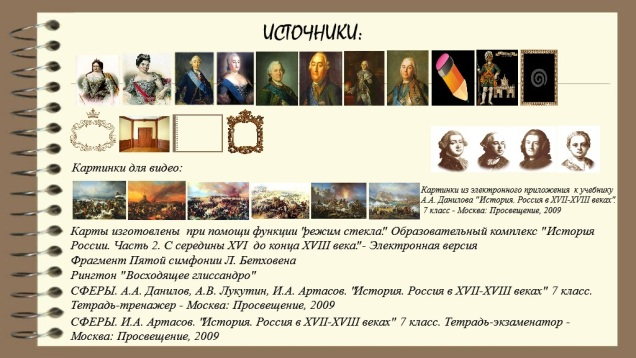 ИСТОЧНИКИ:
Картинки для видео:
Картинки из электронного приложения к учебнику
А.А. Данилова "История. Россия в XVII-XVIII веках".
7 класс - Москва: Просвещение, 2009
Карты изготовлены при помощи функции "режим стекла". Образовательный комплекс "История
России. Часть 2. С середины XVI до конца XVIII века". - Электронная версия
Фрагмент Пятой симфонии Л. Бетховена
Рингтон "Восходящее глиссандро"
СФЕРЫ. А.А. Данилов, А.В. Лукутин, И.А. Артасов. "История. Россия в XVII-XVIII веках" 7 класс.
Тетрадь-тренажер - Москва: Просвещение, 2009
СФЕРЫ. И.А. Артасов. "История. Россия в XVII-XVIII веках" 7 класс. Тетрадь-экзаменатор -
Москва: Просвещение, 2009